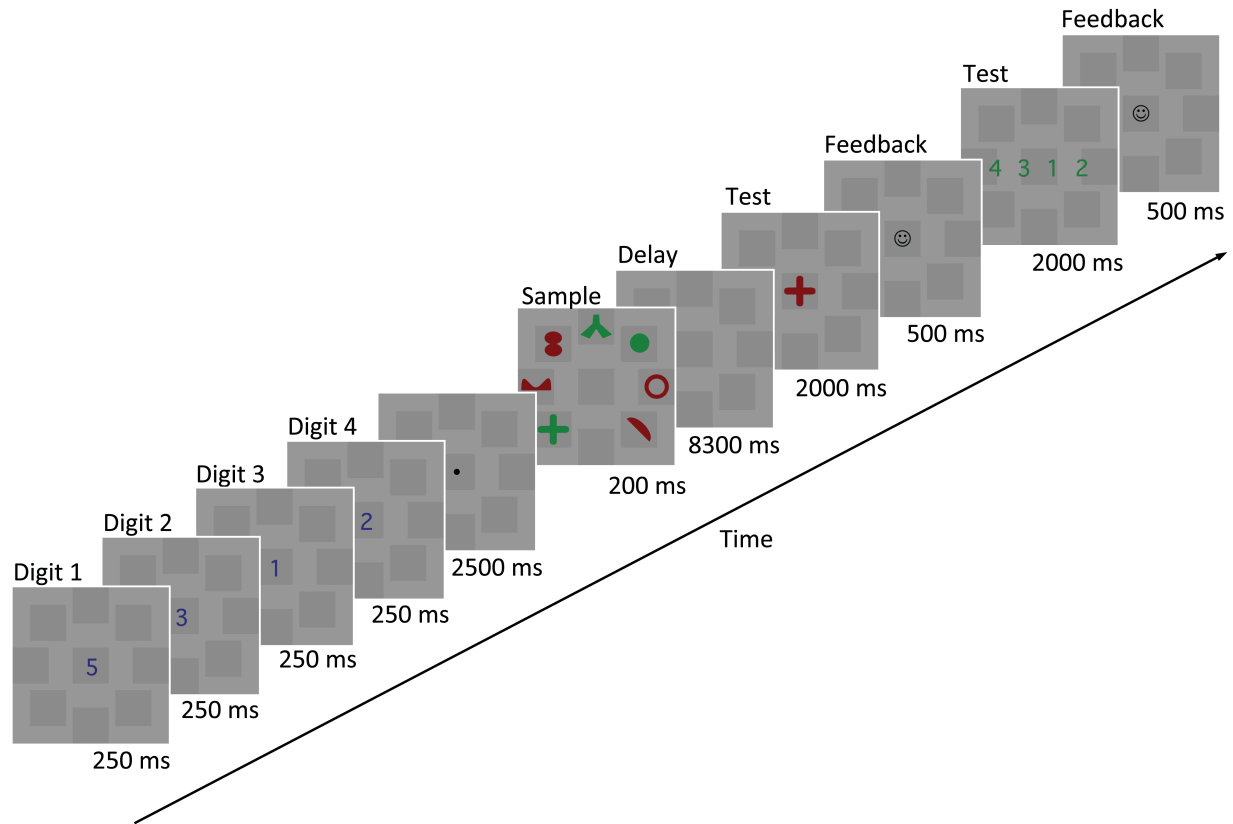 Digit 1
5
250 ms
Digit 2
3
250 ms
Digit 3
1
250 ms
Digit 4
2
250 ms
2500 ms
Sample
200 ms
Delay
8300 ms
Test
2000 ms
Feedback
500 ms
Test
4 3 1 2
2000 ms
Feedback
500 ms
Time